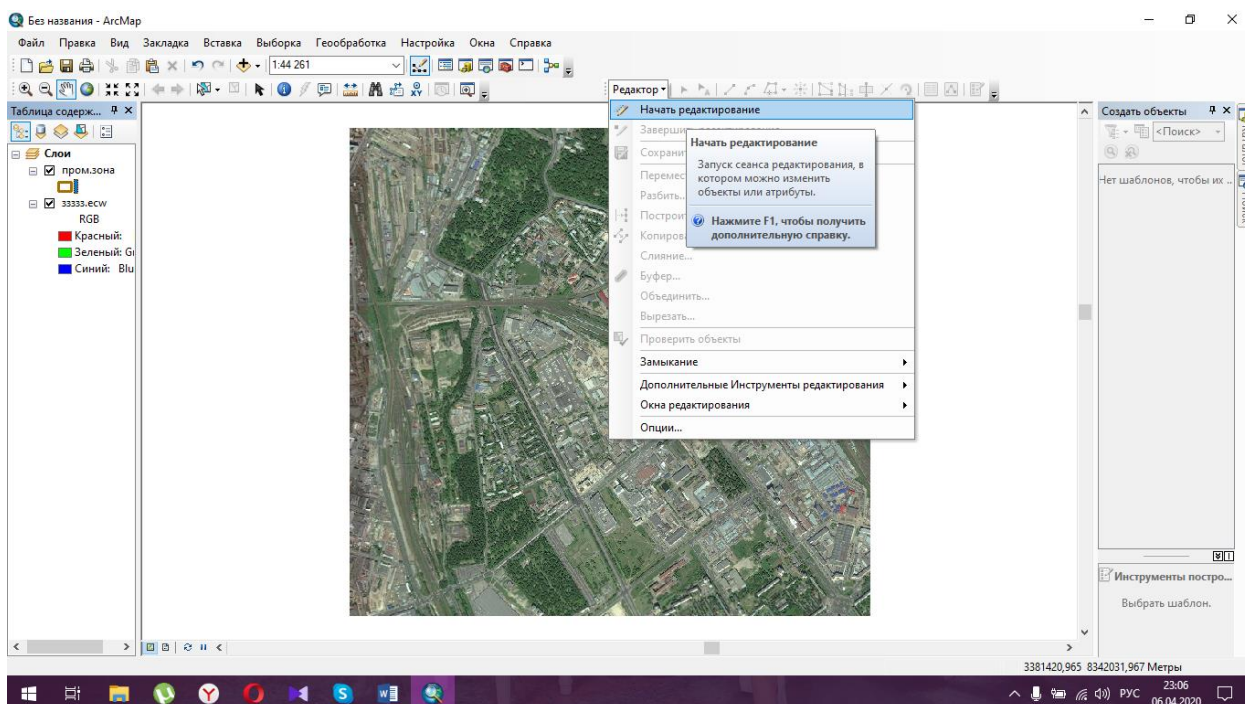 Без названия - ArcMap
Файл Правка Вид Закладка Вставка Выборка Геообработка Настройка Окна Справка
1:44 261
Редактор
Таблица содерж...
Слои
пром.зона
33333.ecw
RGB
Красный:
Зеленый: Gr
Синий: Blu
Начать редактирование
Завершить
Сохранит
Перемес
Разбить...
Построи
Копирова
Слияние...
Буфер...
Объединить...
Вырезать...
Проверить объекты
Замыкание
Дополнительные Инструменты редактирования
Окна редактирования
Опции...
Начать редактирование
Запуск сеанса редактирования, в
котором можно изменить
объекты или атрибуты.
Нажмите F1, чтобы получить
дополнительную справку.
Создать объекты
<Поиск>
Нет шаблонов, чтобы их ..
Инструменты постро...
Выбрать шаблон.
3381420,965 8342031,967 Метры
РУС
23:06
06.04.2020